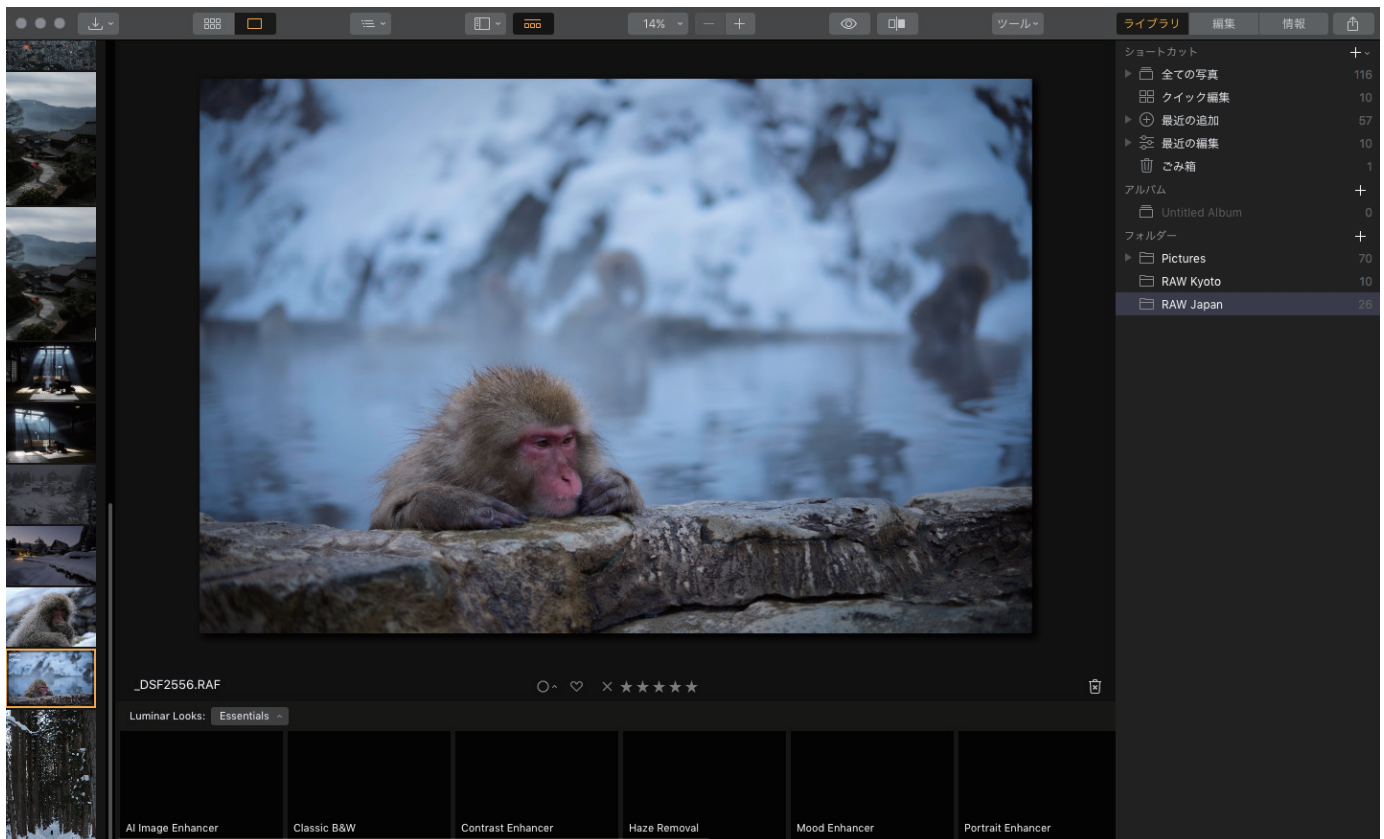 14%
ツール
ライブラリ 編集 情報
ショートカット
全ての写真 116
クイック編集 10
最近の追加 57
最近の編集 10
ごみ箱 1
アルバム
Untitled Album 0
フォルダー
Pictures 70
RAW Kyoto 10
RAW Japan 26
_DSF2556.RAF
Luminar Looks: Essentials
AI Image Enhancer
Classic B&W
Contrast Enhancer
Haze Removal
Mood Enhancer
Portrait Enhancer